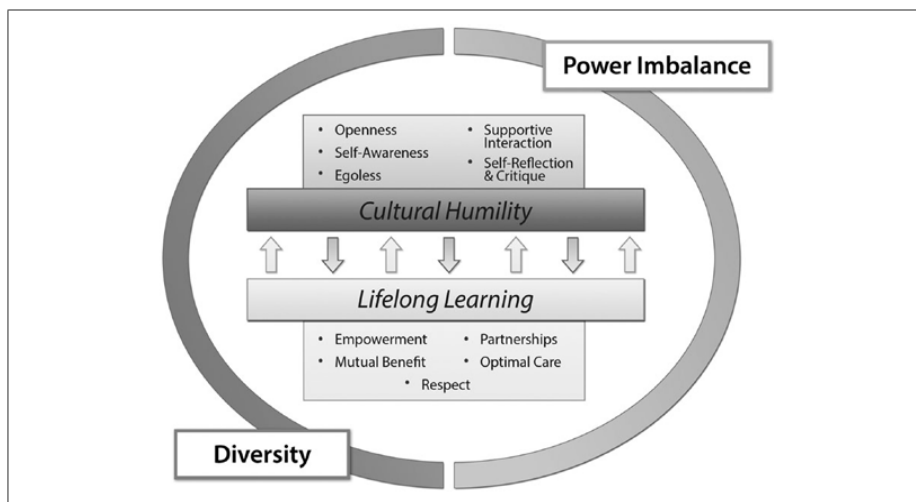 Power Imbalance
• Openness
• Self-Awareness
• Egoless
• Supportive
Interaction
• Self-Reflection
& Critique
Cultural Humility
Lifelong Learning
• Empowerment
• Partnerships
• Mutual Benefit
• Optimal Care
• Respect
Diversity